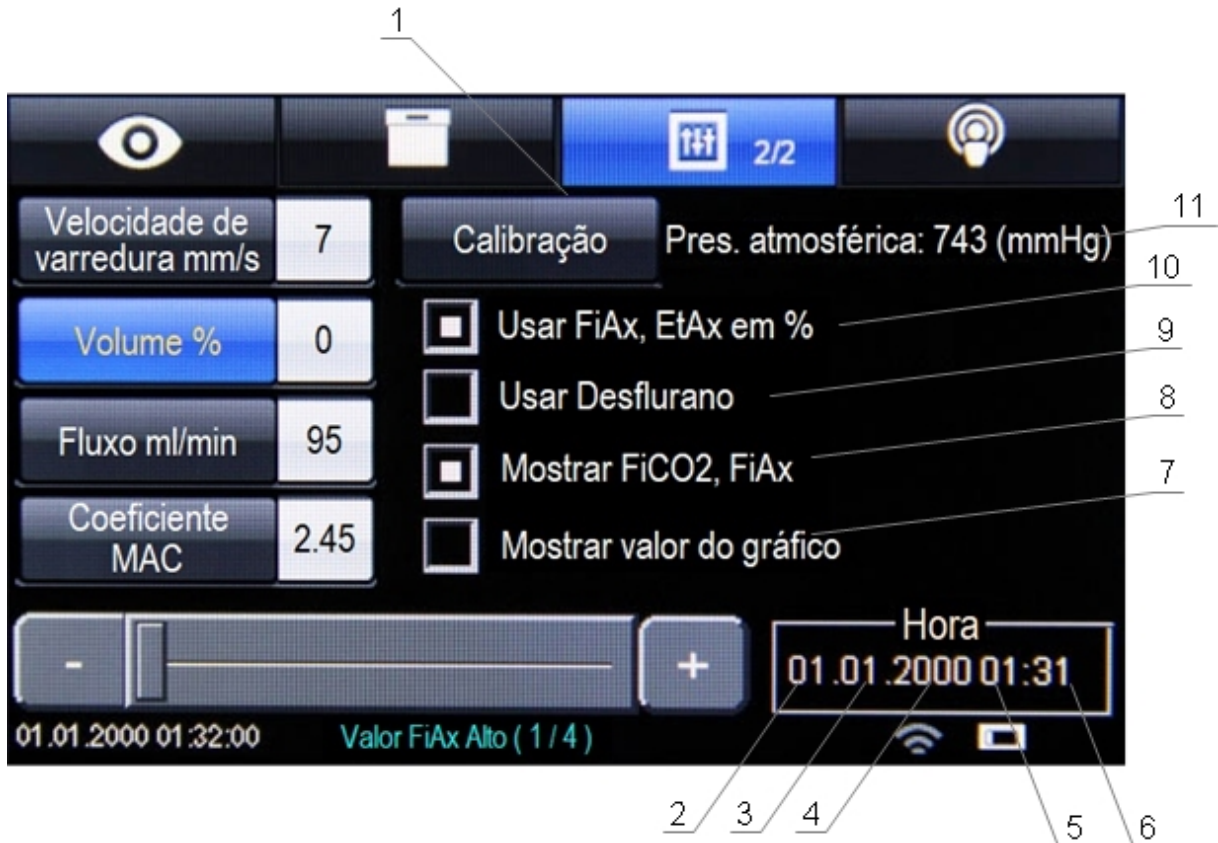 1
2/2
Velocidade de
varredura mm/s
7
Calibração
Pres. atmosférica: 743 (mmHg)
11
10
Volume %
0
Usar FiAx, EtAx em %
9
Usar Desflurano
8
Fluxo ml/min
95
Mostrar FiCO2, FiAx
7
Coeficiente
MAC
2.45
Mostrar valor do gráfico
-
+
Hora
01.01.2000 01:31
01.01.2000 01:32:00
Valor FiAx Alto ( 1 / 4 )
2
3
4
5
6